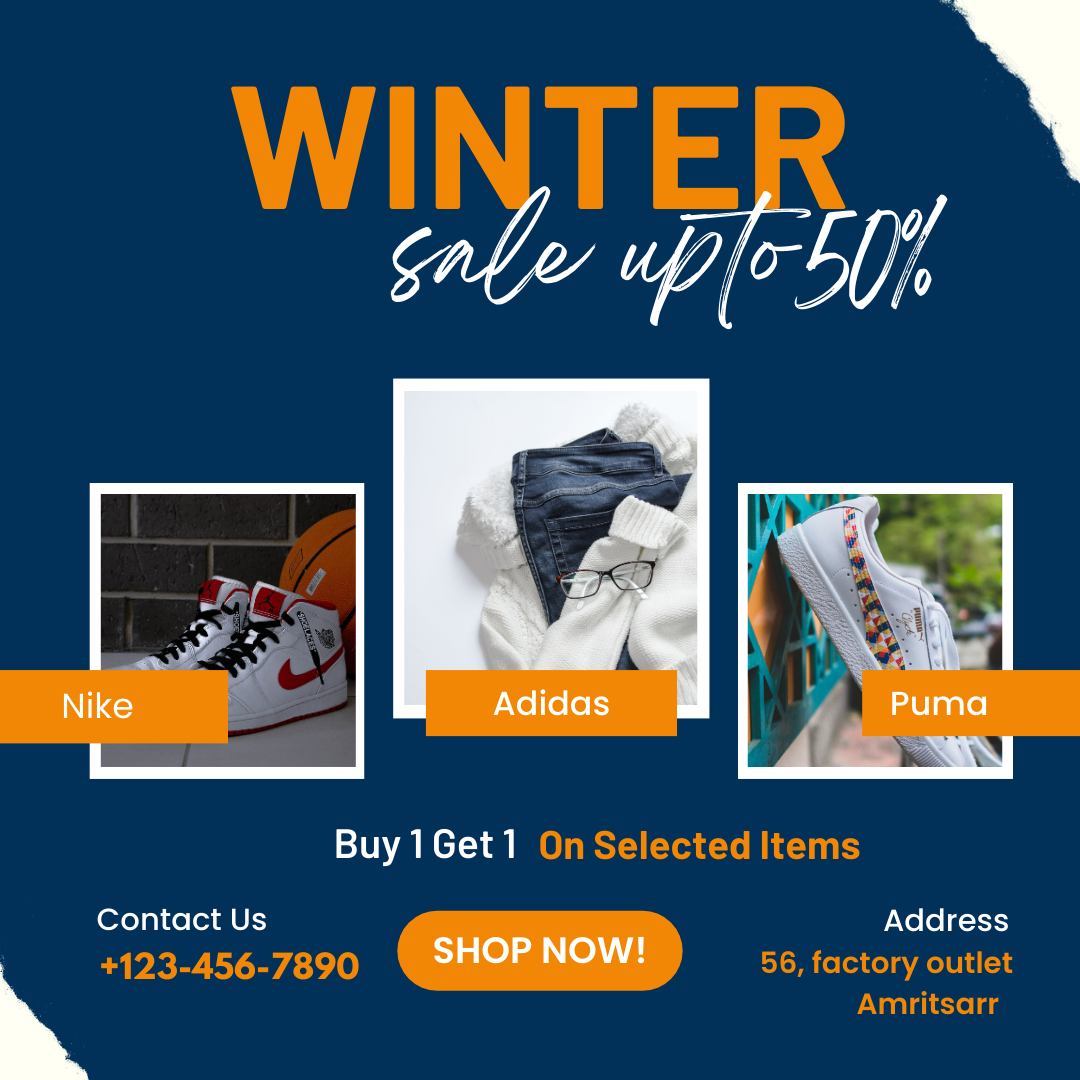 WINTER
sale upto 50%
Nike
Adidas
Puma
PUMA
Buy 1 Get 1 On Selected Items
Contact Us
+123-456-7890
SHOP NOW!
Address
56, factory outlet
Amritsarr